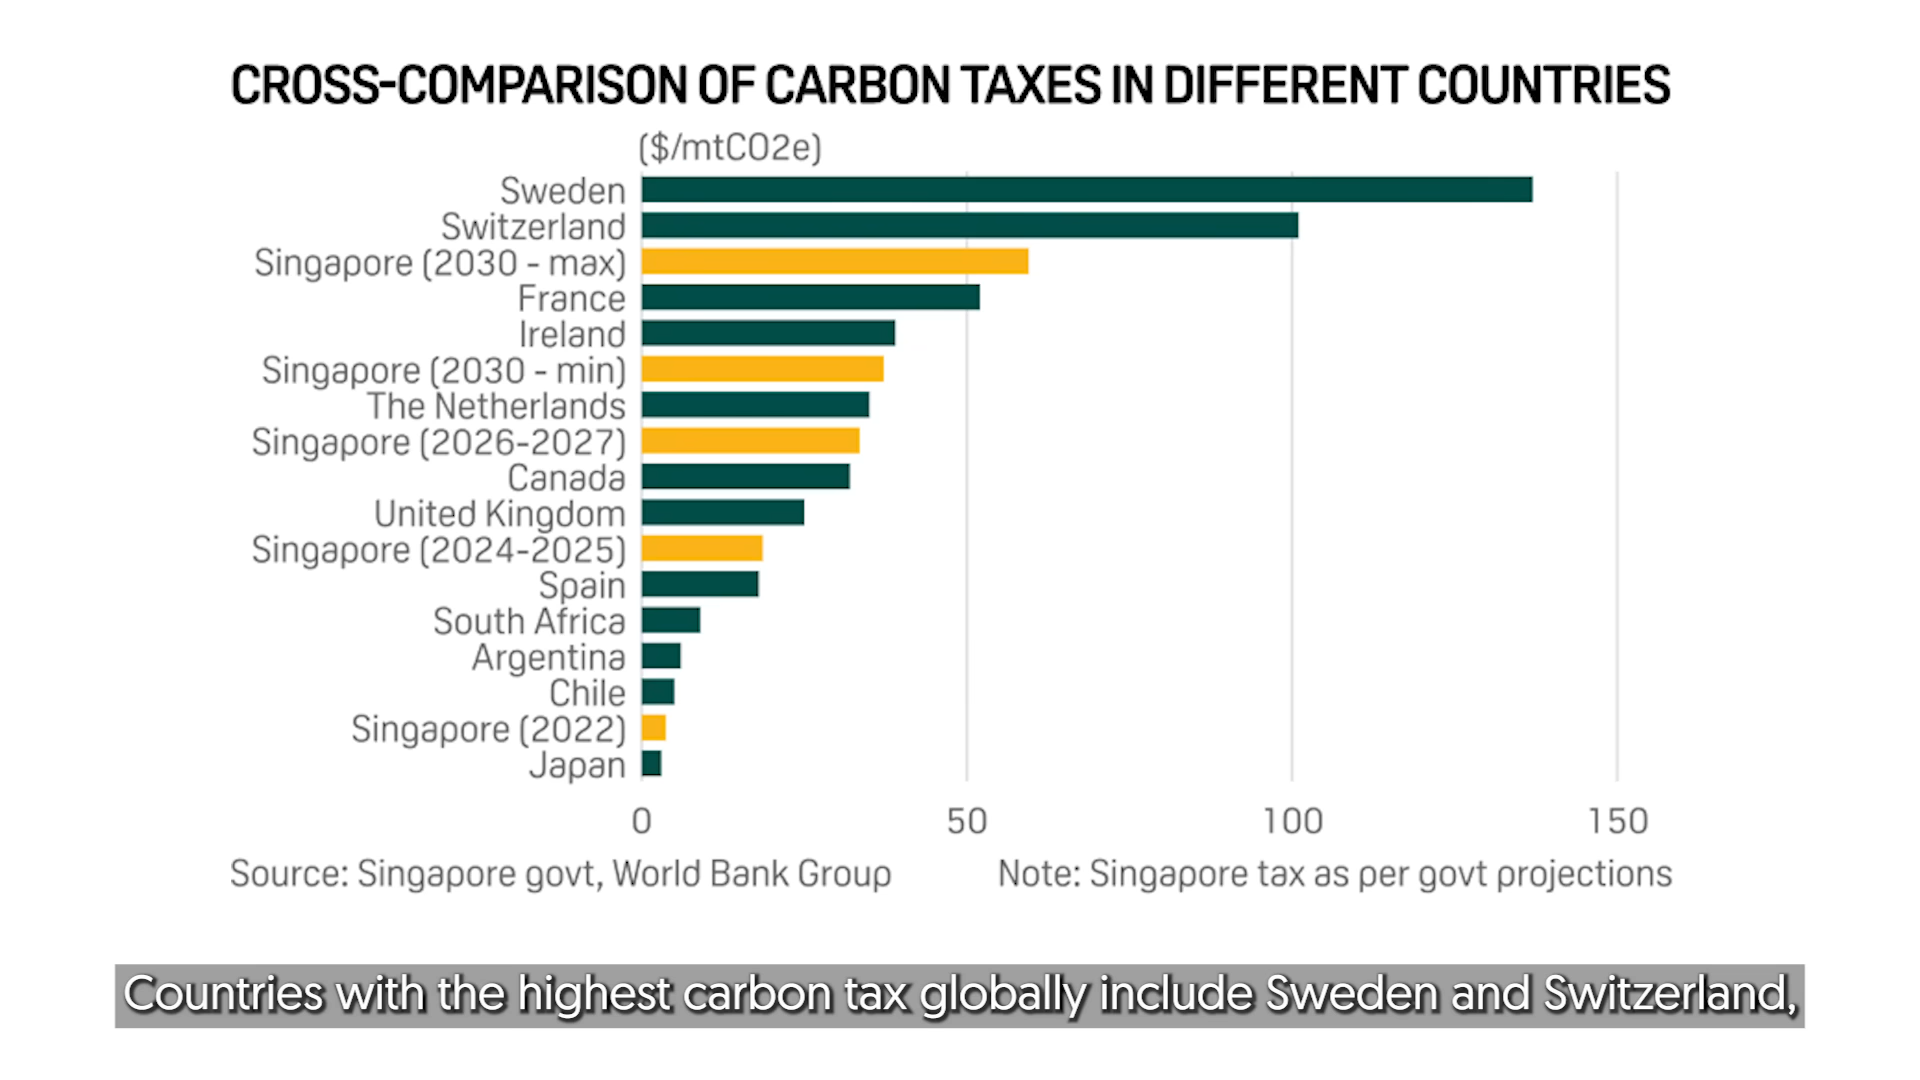 CROSS-COMPARISON OF CARBON TAXES IN DIFFERENT COUNTRIES
($/mtCO2e)
Sweden
Switzerland
Singapore (2030 - max)
France
Ireland
Singapore (2030 - min)
The Netherlands
Singapore (2026-2027)
Canada
United Kingdom
Singapore (2024-2025)
Spain
South Africa
Argentina
Chile
Singapore (2022)
Japan
0 50 100 150
Source: Singapore govt, World Bank Group Note: Singapore tax as per govt projections
Countries with the highest carbon tax globally include Sweden and Switzerland,